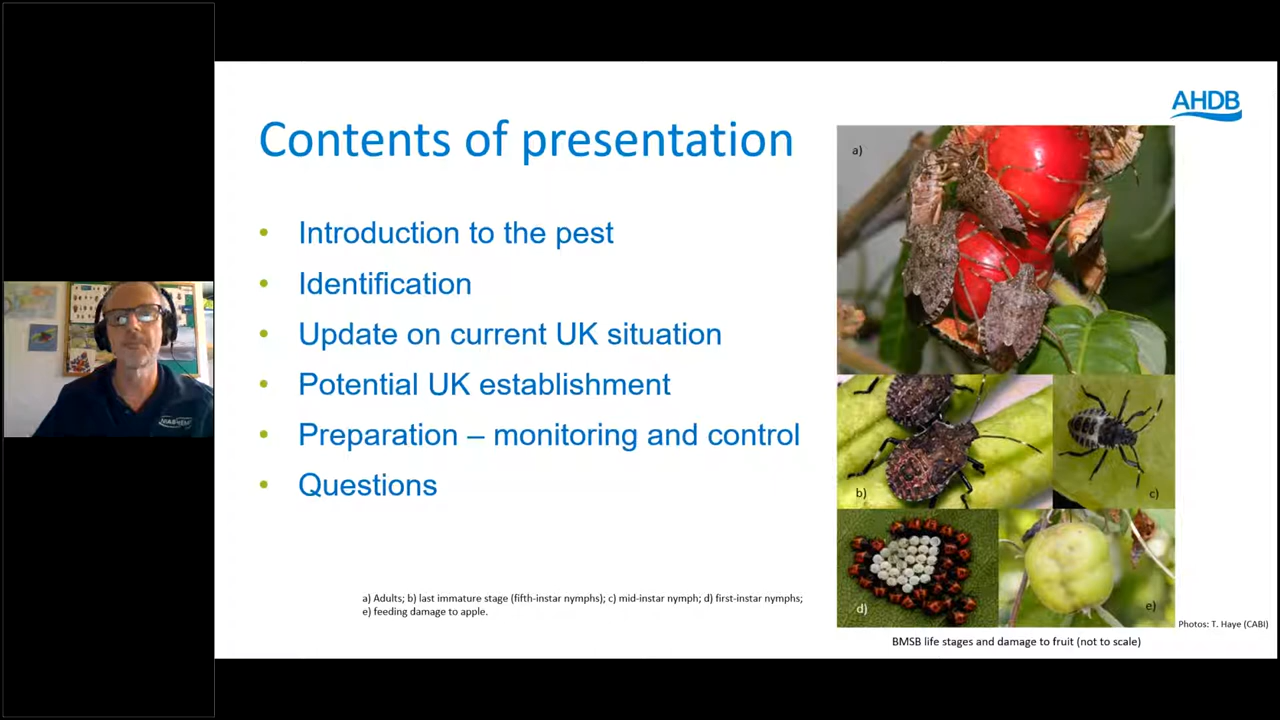 AHDB
Contents of presentation
• Introduction to the pest
• Identification
• Update on current UK situation
• Potential UK establishment
• Preparation – monitoring and control
• Questions
a)
b)
c)
d)
e)
a) Adults; b) last immature stage (fifth-instar nymphs); c) mid-instar nymph; d) first-instar nymphs;
e) feeding damage to apple.
Photos: T. Haye (CABI)
BMSB life stages and damage to fruit (not to scale)